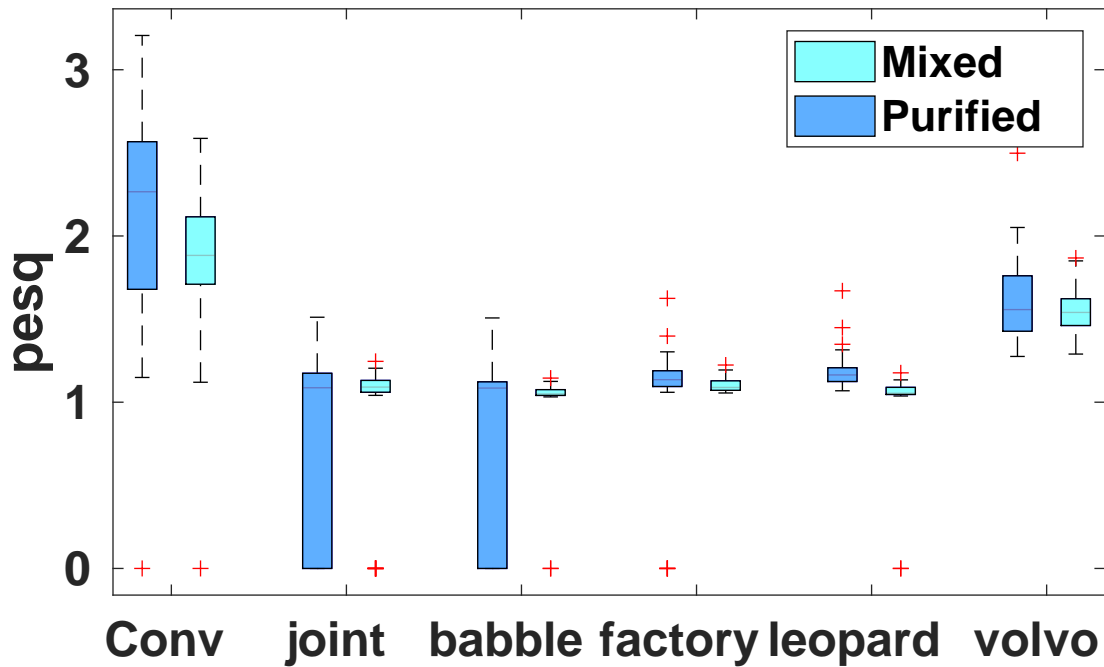 Mixed
Purified
pesq
3
2
1
0
Conv joint babble factory leopard volvo